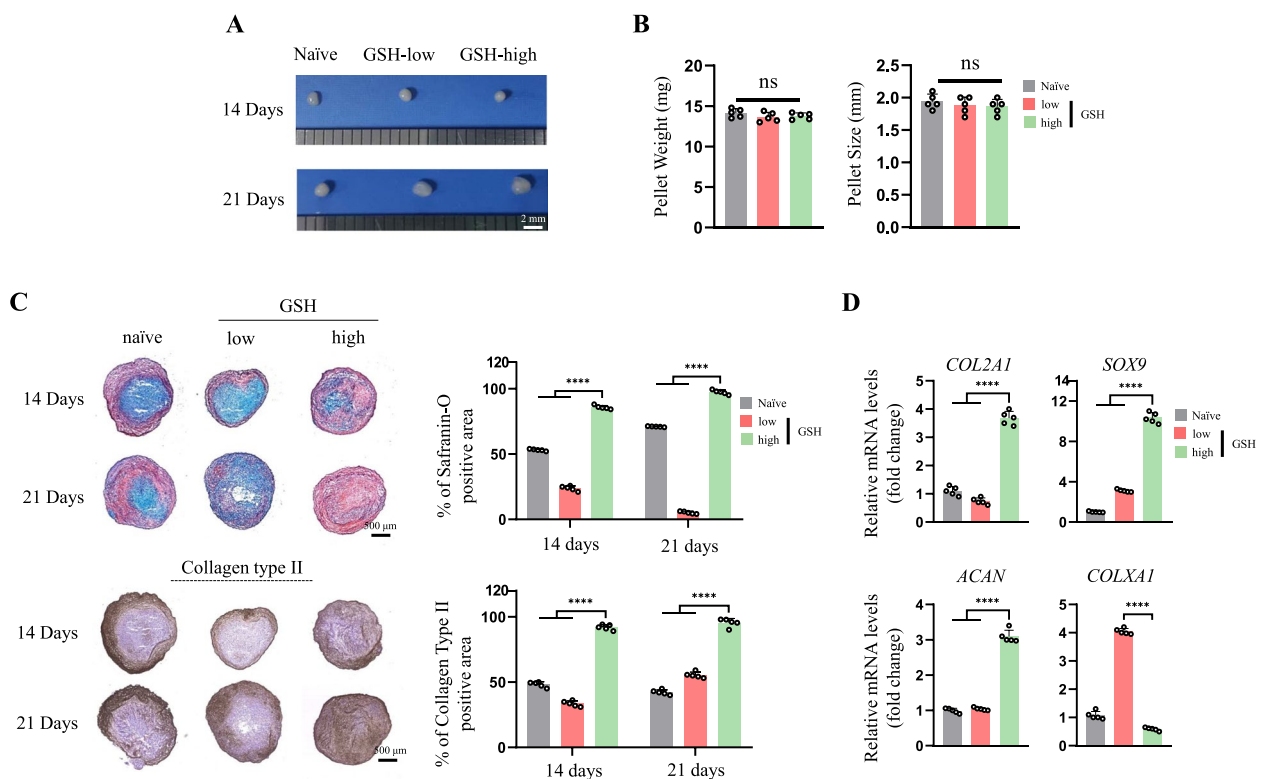 A
Naïve GSH-low GSH-high
14 Days
21 Days
2 mm
B
Pellet Weight (mg)
20
15
10
5
0
ns
Pellet Size (mm)
2.5
2.0
1.5
1.0
0.5
0.0
ns
Naïve
low
high
GSH
C
GSH
naïve low high
14 Days
21 Days
500 μm
Collagen type II
14 Days
21 Days
500 μm
% of Safranin-O
positive area
100
50
0
****
****
14 days 21 days
Naïve
low
high
GSH
% of Collagen Type II
positive area
100
50
0
****
****
14 days 21 days
D
COL2A1
Relative mRNA levels
(fold change)
5
4
3
2
1
0
****
SOX9
12
9
6
3
0
****
Naïve
low
high
GSH
ACAN
Relative mRNA levels
(fold change)
4
3
2
1
0
****
COLXA1
5
4
3
2
1
0
****